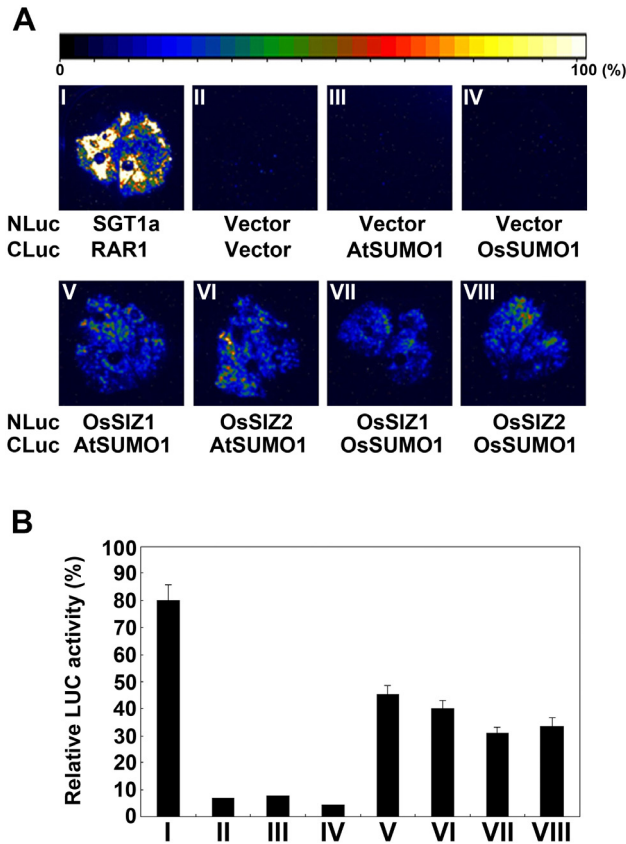 A
0 100 (%)
I II III IV
NLuc SGT1a Vector Vector Vector
CLuc RAR1 Vector AtSUMO1 OsSUMO1
V VI VII VIII
NLuc OsSIZ1 OsSIZ2 OsSIZ1 OsSIZ2
CLuc AtSUMO1 AtSUMO1 OsSUMO1 OsSUMO1
B
Relative LUC activity (%)
100
90
80
70
60
50
40
30
20
10
0
I II III IV V VI VII VIII